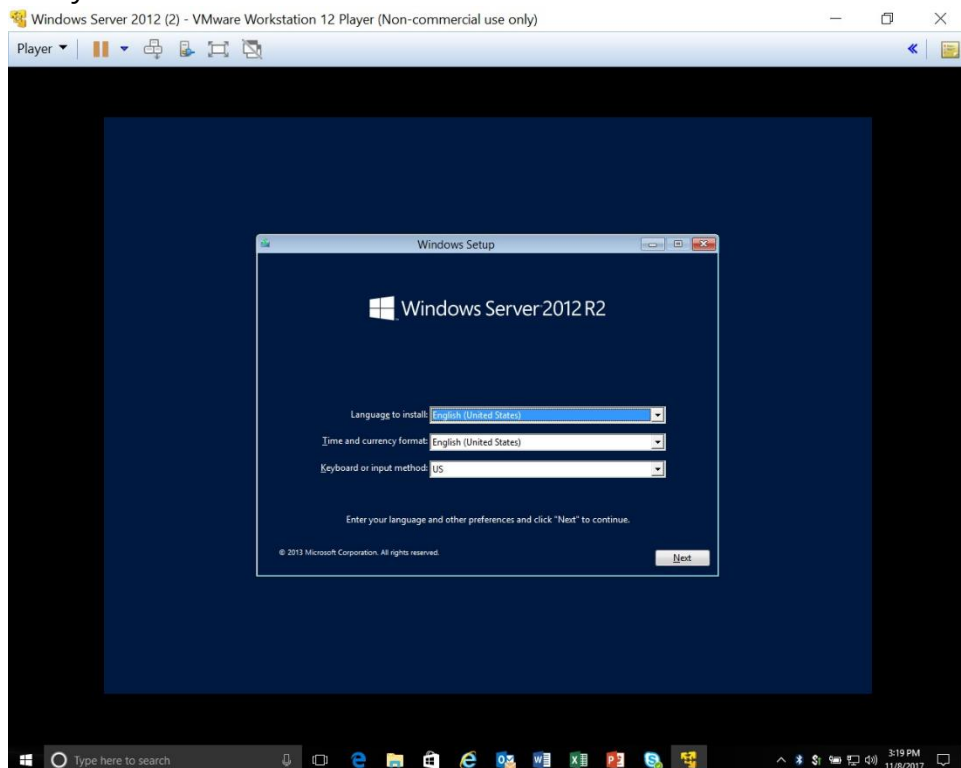 Windows Server 2012 (2) - VMware Workstation 12 Player (Non-commercial use only)
Player
Windows Setup
Windows Server 2012 R2
Language to install: English (United States)
Time and currency format: English (United States)
Keyboard or input method: US
Enter your language and other preferences and click "Next" to continue.
© 2013 Microsoft Corporation. All rights reserved.
Next
Type here to search
3:19 PM
11/8/2017